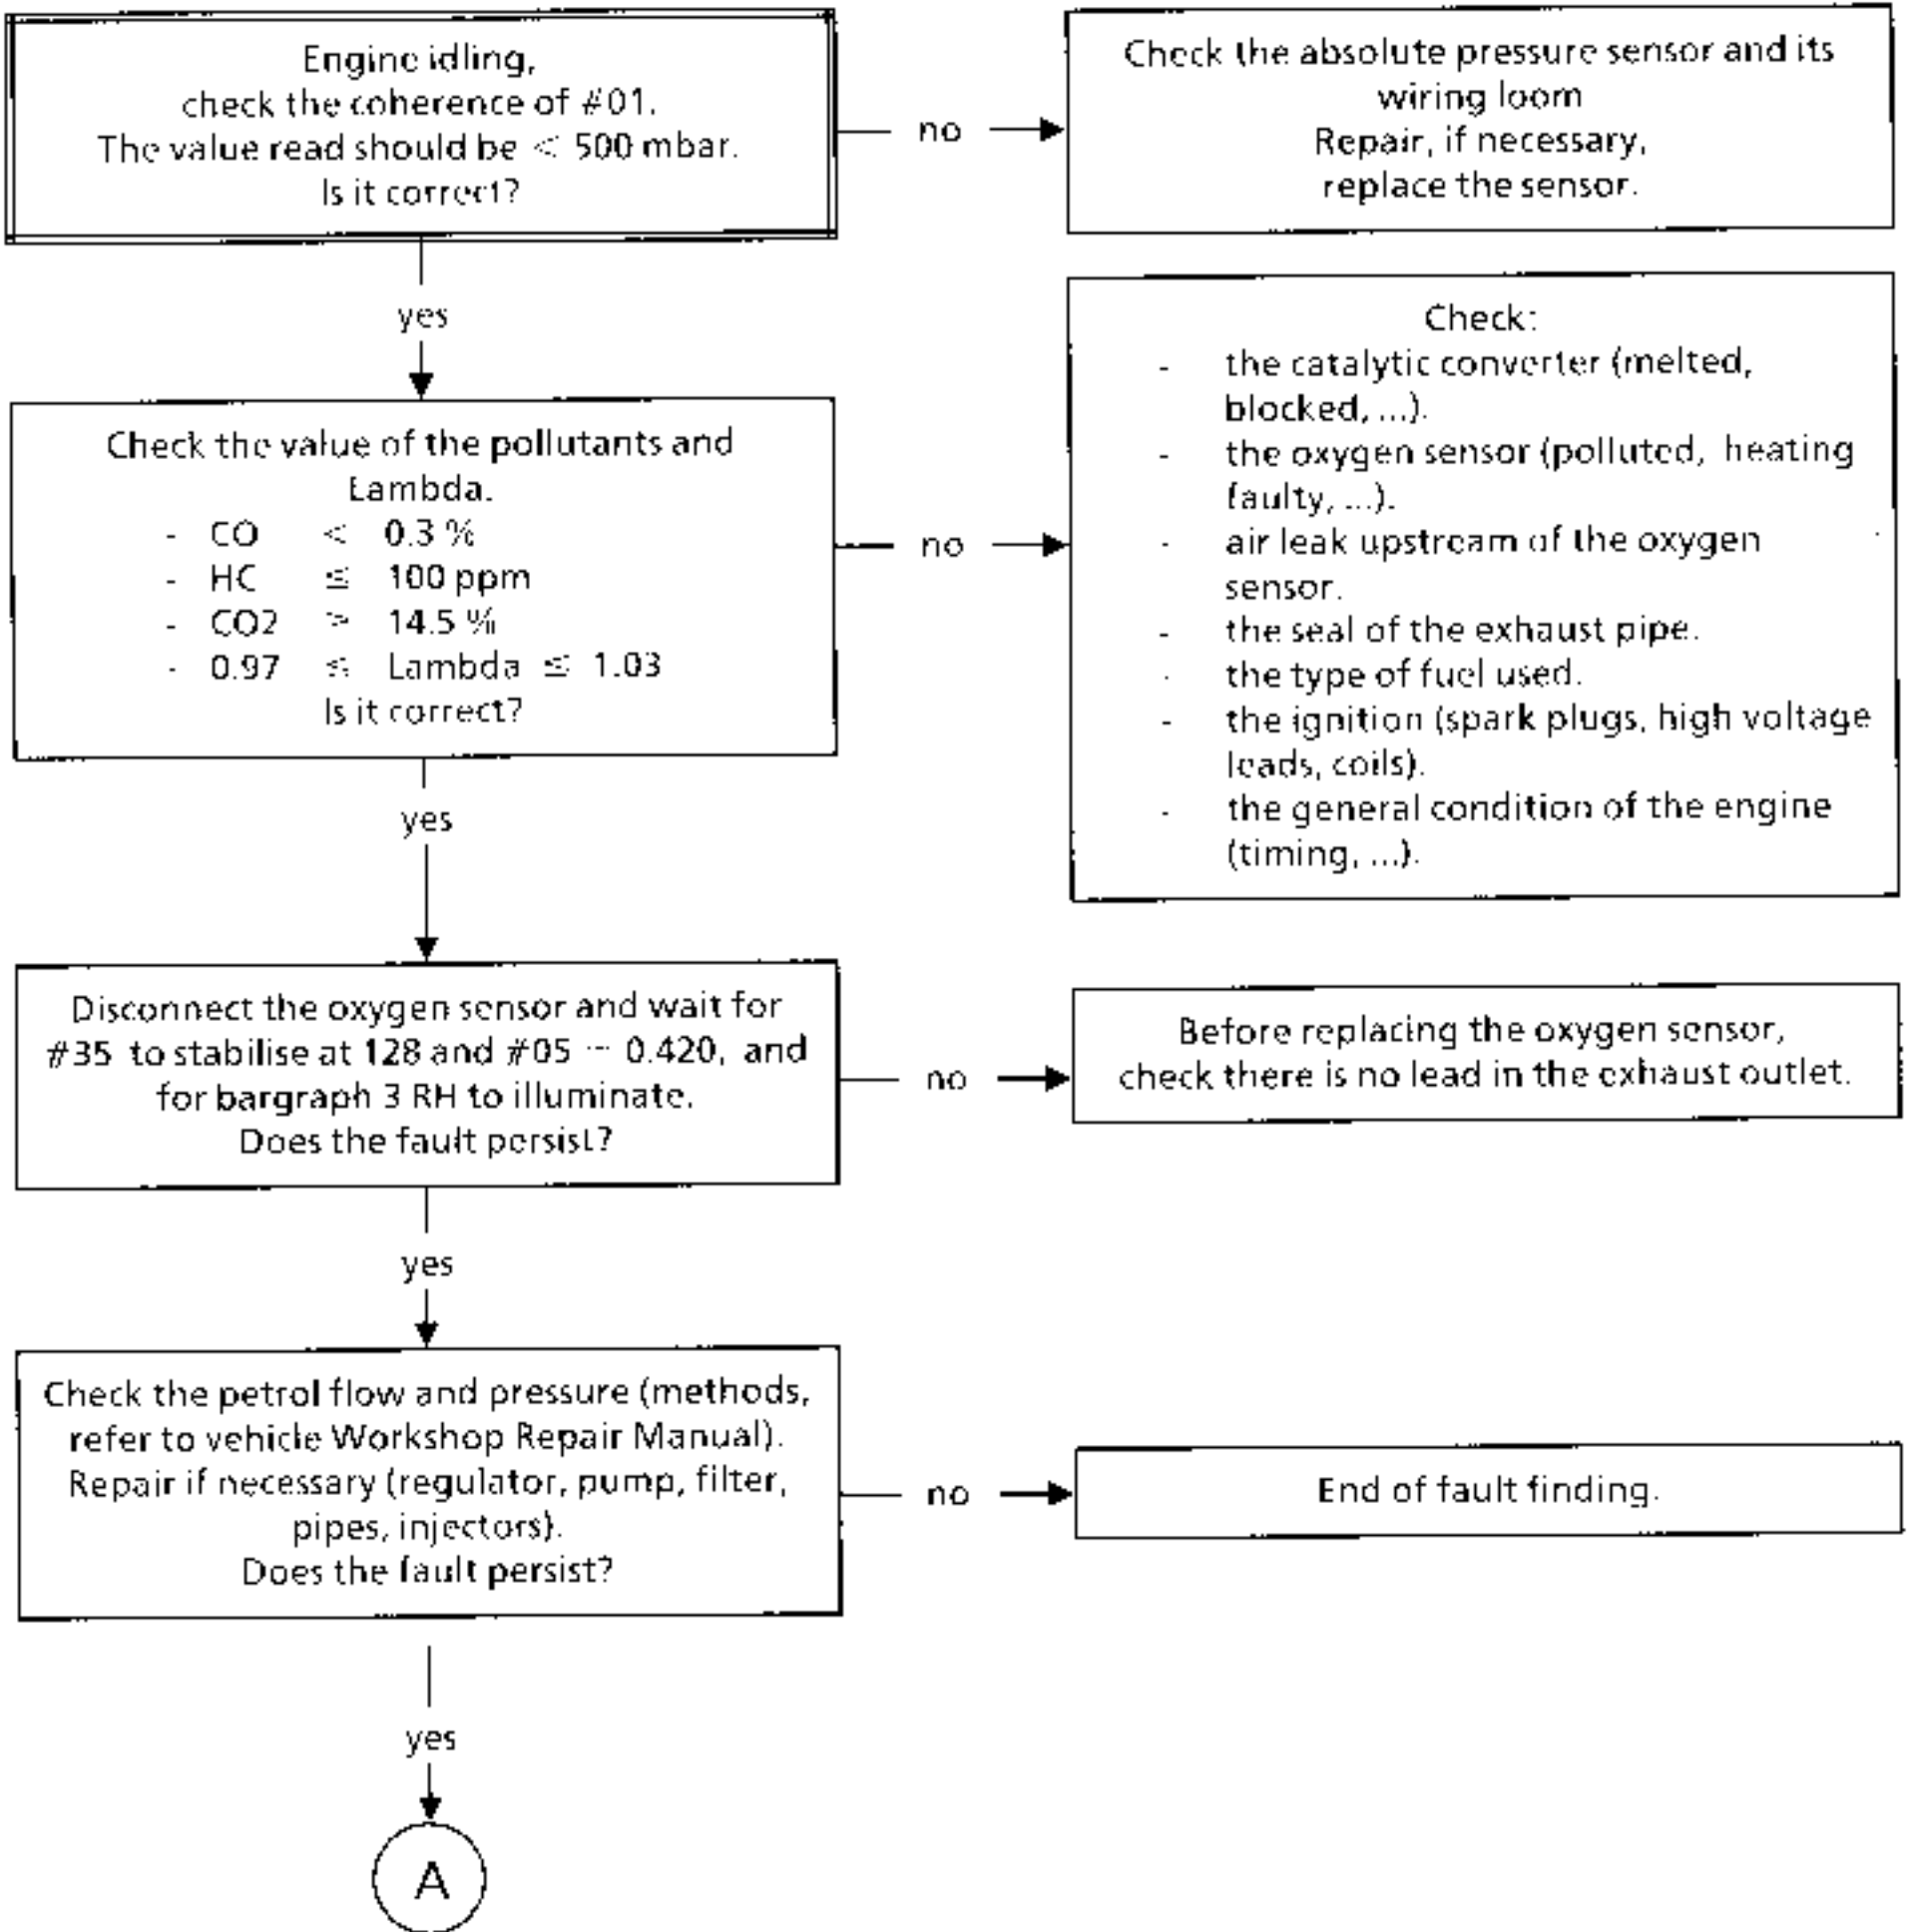 Engine idling,
check the coherence of #01.
The value read should be < 500 mbar.
Is it correct?
no
Check the absolute pressure sensor and its
wiring loom
Repair, if necessary,
replace the sensor.
yes
Check the value of the pollutants and
Lambda.
- CO < 0.3 %
- HC ≤ 100 ppm
- CO2 > 14.5 %
- 0.97 ≤ Lambda ≤ 1.03
Is it correct?
no
Check:
- the catalytic converter (melted,
blocked, ...).
- the oxygen sensor (polluted, heating
faulty, ...).
- air leak upstream of the oxygen
sensor.
- the seal of the exhaust pipe.
- the type of fuel used.
- the ignition (spark plugs, high voltage
leads, coils).
- the general condition of the engine
(timing, ...).
yes
Disconnect the oxygen sensor and wait for
#35 to stabilise at 128 and #05 = 0.420, and
for bargraph 3 RH to illuminate.
Does the fault persist?
no
Before replacing the oxygen sensor,
check there is no lead in the exhaust outlet.
yes
Check the petrol flow and pressure (methods,
refer to vehicle Workshop Repair Manual).
Repair if necessary (regulator, pump, filter,
pipes, injectors).
Does the fault persist?
no
End of fault finding.
yes
A